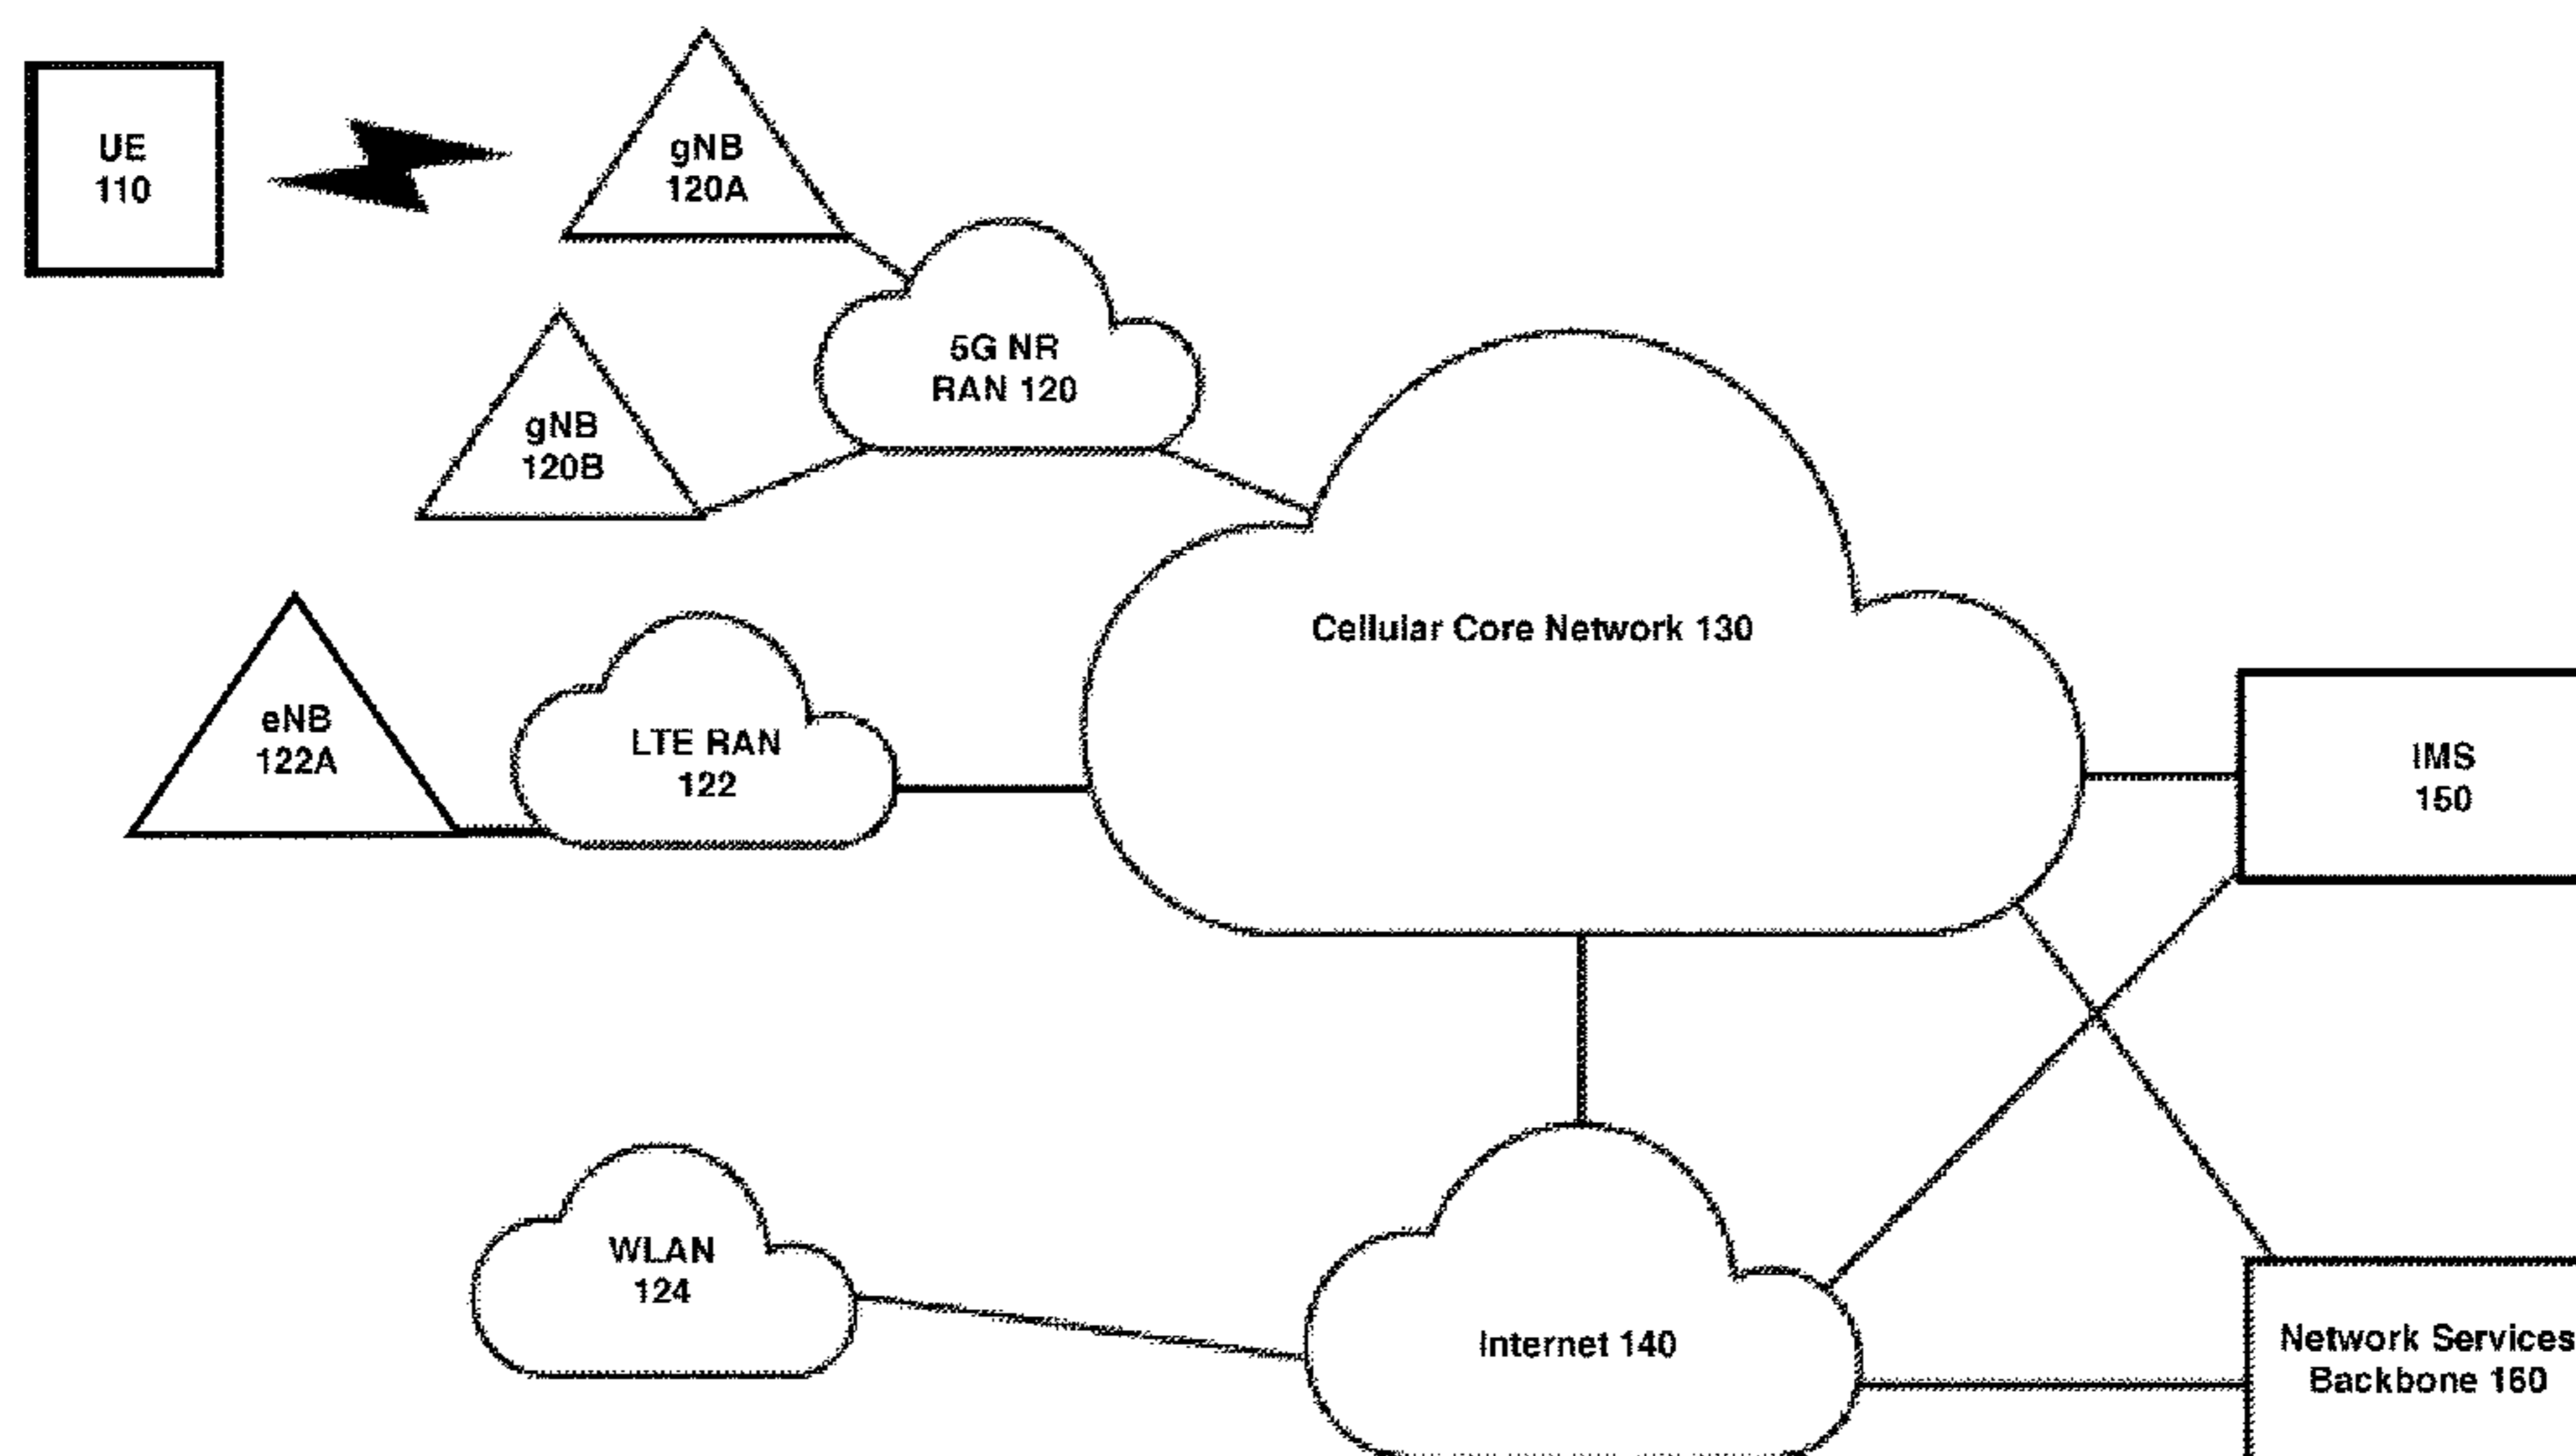 UE
110
gNB
120A
5G NR
RAN 120
gNB
120B
Cellular Core Network 130
eNB
122A
LTE RAN
122
IMS
150
WLAN
124
Internet 140
Network Services
Backbone 160